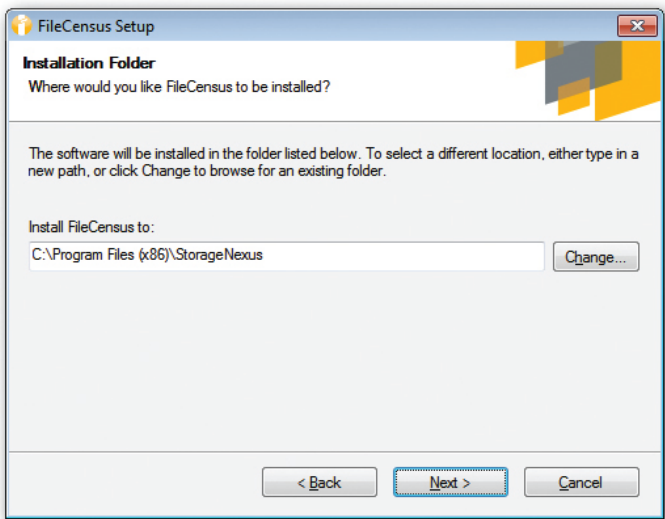 FileCensus Setup
Installation Folder
Where would you like FileCensus to be installed?
The software will be installed in the folder listed below. To select a different location, either type in a
new path, or click Change to browse for an existing folder.
Install FileCensus to:
C:\Program Files (x86)\StorageNexus
Change...
< Back
Next >
Cancel